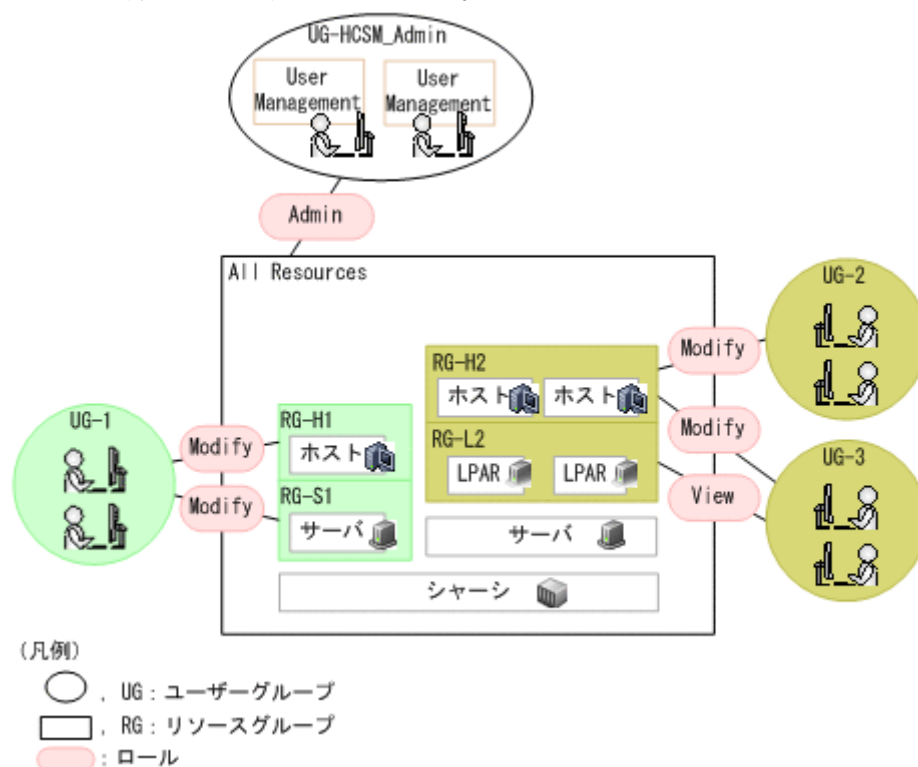 UG-HCSM_Admin
User
Management
User
Management
Admin
All Resources
UG-2
Modify
RG-H2
ホスト
ホスト
UG-1
Modify
RG-H1
ホスト
RG-L2
LPAR
LPAR
Modify
UG-3
Modify
RG-S1
サーバ
View
サーバ
シャーシ
(凡例)
, UG:ユーザーグループ
, RG:リソースグループ
:ロール